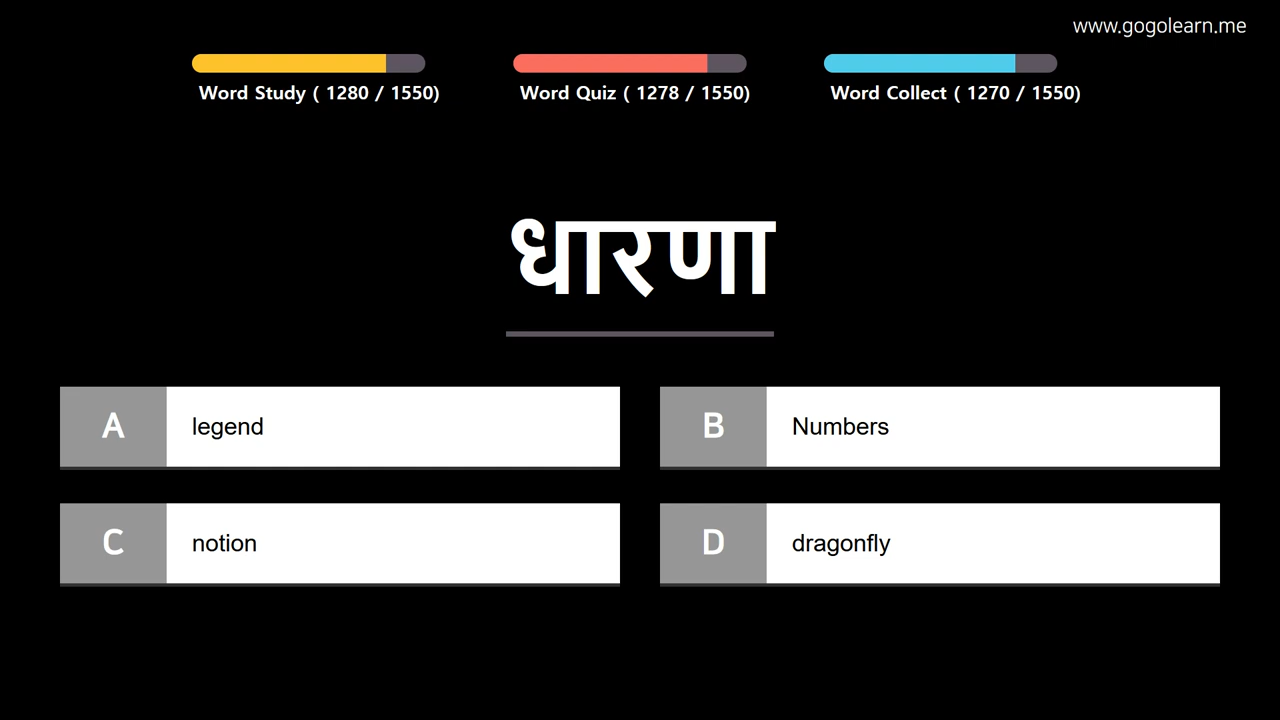 www.gogolearn.me
Word Study ( 1280 / 1550)
Word Quiz ( 1278 / 1550)
Word Collect ( 1270 / 1550)
धारणा
A legend
B Numbers
C notion
D dragonfly